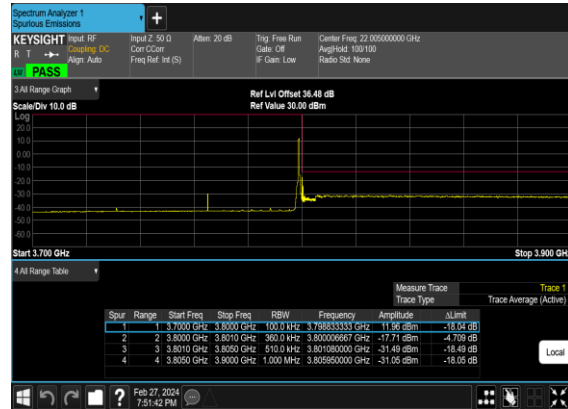 Spectrum Analyzer 1
Spurious Emissions
+
KEYSIGHT Input: RF Input Z: 50 Ω Atten: 20 dB Trig: Free Run Center Freq: 22.005000000 GHz
R T Coupling: DC Corr CCorr Gate: Off Avg|Hold: 100/100
Align: Auto Freq Ref: Int (S) IF Gain: Low Radio Std: None
LW PASS
3 All Range Graph
Ref Lvl Offset 36.48 dB
Scale/Div 10.0 dB Ref Value 30.00 dBm
Log
20.0
10.0
0.00
-10.0
-20.0
-30.0
-40.0
-50.0
-60.0
Start 3.700 GHz Stop 3.900 GHz
4 All Range Table
Measure Trace Trace 1
Trace Type Trace Average (Active)
Spur Range Start Freq Stop Freq RBW Frequency Amplitude ΔLimit
1 1 3.7000 GHz 3.8000 GHz 100.0 kHz 3.798833333 GHz 11.96 dBm -18.04 dB
2 2 3.8000 GHz 3.8010 GHz 360.0 kHz 3.800006667 GHz -17.71 dBm -4.709 dB
3 3 3.8010 GHz 3.8050 GHz 510.0 kHz 3.801080000 GHz -31.49 dBm -18.49 dB
4 4 3.8050 GHz 3.9000 GHz 1.000 MHz 3.805950000 GHz -31.05 dBm -18.05 dB
Local
? Feb 27, 2024
7:51:42 PM